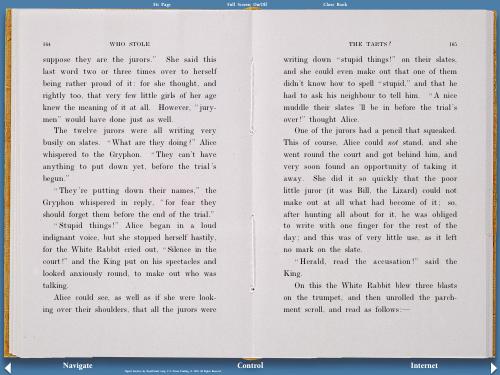 Fit Page
Full Screen On/Off
Close Book
164 WHO STOLE
suppose they are the jurors.” She said this
last word two or three times over to herself
being rather proud of it: for she thought, and
rightly too, that very few little girls of her age
knew the meaning of it at all. However, “jury-
men” would have done just as well.
The twelve jurors were all writing very
busily on slates. “What are they doing?” Alice
whispered to the Gryphon. “They can't have
anything to put down yet, before the trial's
begun.”
“They're putting down their names,” the
Gryphon whispered in reply, “for fear they
should forget them before the end of the trial.”
“Stupid things!” Alice began in a loud
indignant voice, but she stopped herself hastily,
for the White Rabbit cried out, “Silence in the
court!” and the King put on his spectacles and
looked anxiously round, to make out who was
talking.
Alice could see, as well as if she were look-
ing over their shoulders, that all the jurors were
THE TARTS? 165
writing down “stupid things!” on their slates,
and she could even make out that one of them
didn't know how to spell “stupid,” and that he
had to ask his neighbour to tell him. “A nice
muddle their slates 'll be in before the trial's
over!” thought Alice.
One of the jurors had a pencil that squeaked.
This of course, Alice could not stand, and she
went round the court and got behind him, and
very soon found an opportunity of taking it
away. She did it so quickly that the poor
little juror (it was Bill, the Lizard) could not
make out at all what had become of it; so,
after hunting all about for it, he was obliged
to write with one finger for the rest of the
day; and this was of very little use, as it left
no mark on the slate.
“Herald, read the accusation!” said the
King.
On this the White Rabbit blew three blasts
on the trumpet, and then unrolled the parch-
ment scroll, and read as follows:—
Navigate
Control
Internet